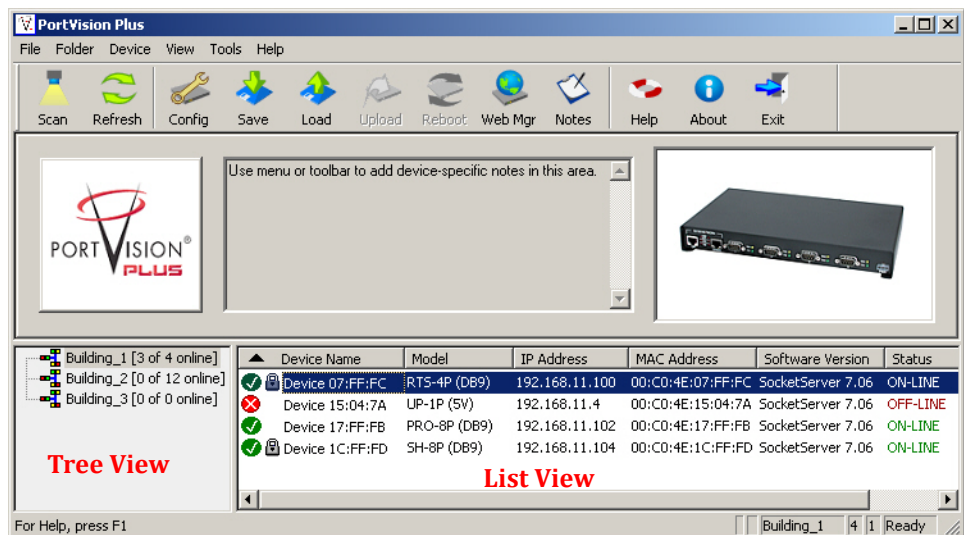 PortVision Plus
File Folder Device View Tools Help
Scan Refresh Config Save Load Upload Reboot Web Mgr Notes Help About Exit
PORT VISION®
PLUS
Use menu or toolbar to add device-specific notes in this area.
Building_1 [3 of 4 online]
Building_2 [0 of 12 online]
Building_3 [0 of 0 online]
Tree View
Device Name Model IP Address MAC Address Software Version Status
Device 07:FF:FC RTS-4P (DB9) 192.168.11.100 00:C0:4E:07:FF:FC SocketServer 7.06 ON-LINE
Device 15:04:7A UP-1P (5V) 192.168.11.4 00:C0:4E:15:04:7A SocketServer 7.06 OFF-LINE
Device 17:FF:FB PRO-8P (DB9) 192.168.11.102 00:C0:4E:17:FF:FB SocketServer 7.06 ON-LINE
Device 1C:FF:FD SH-8P (DB9) 192.168.11.104 00:C0:4E:1C:FF:FD SocketServer 7.06 ON-LINE
List View
For Help, press F1 Building_1 4 1 Ready